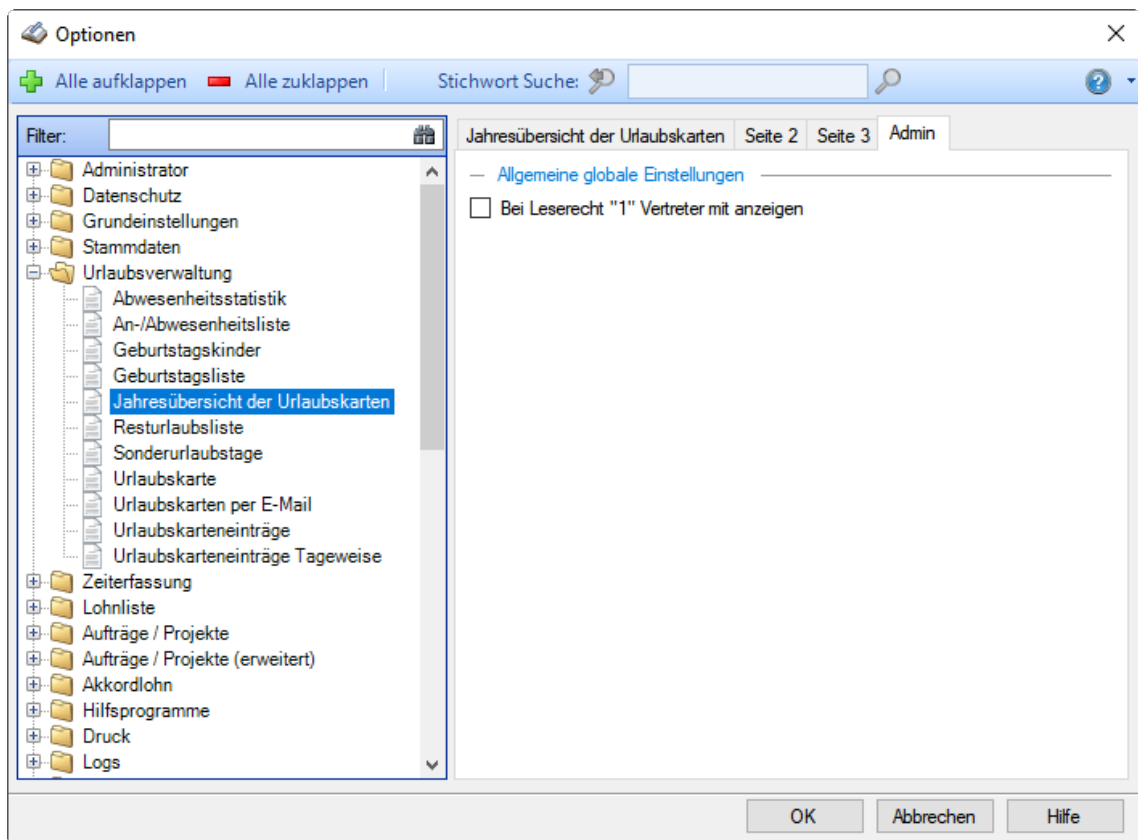 Optionen
Alle aufklappen Alle zuklappen Stichwort Suche:
Filter:
Administrator
Datenschutz
Grundeinstellungen
Stammdaten
Urlaubsverwaltung
Abwesenheitsstatistik
An-/Abwesenheitsliste
Geburtstagskinder
Geburtstagsliste
Jahresübersicht der Urlaubskarten
Resturlaubsliste
Sonderurlaubstage
Urlaubskarte
Urlaubskarten per E-Mail
Urlaubskarteneinträge
Urlaubskarteneinträge Tageweise
Zeiterfassung
Lohnliste
Aufträge / Projekte
Aufträge / Projekte (erweitert)
Akkordlohn
Hilfsprogramme
Druck
Logs
Jahresübersicht der Urlaubskarten Seite 2 Seite 3 Admin
Allgemeine globale Einstellungen
Bei Leserecht "1" Vertreter mit anzeigen
OK Abbrechen Hilfe